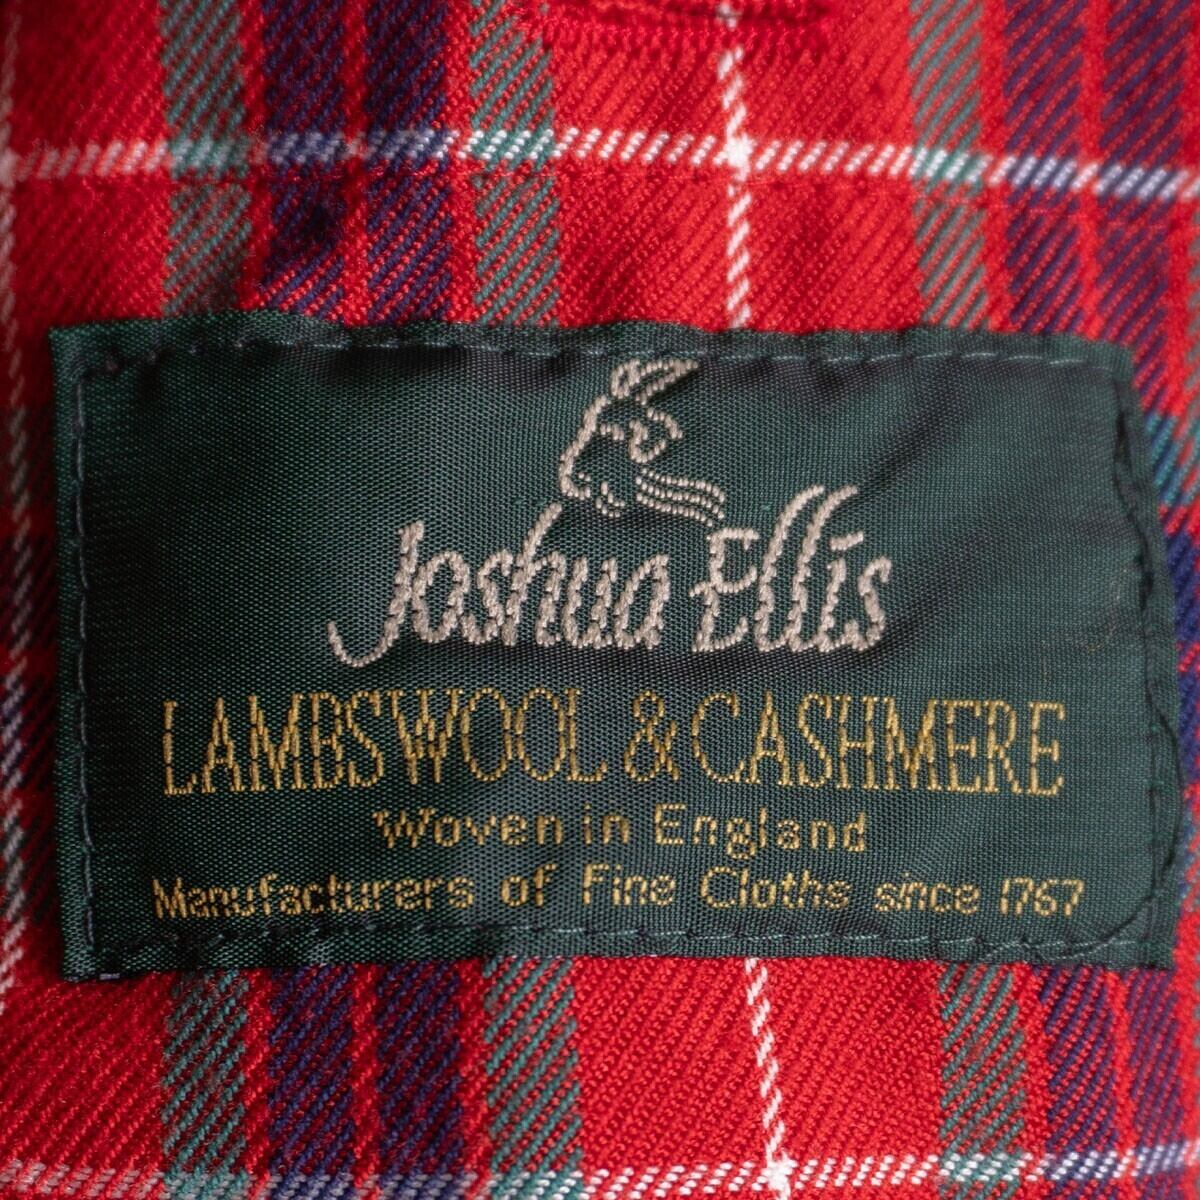 Joshua Ellis
LAMBSWOOL & CASHMERE
Woven in England
Manufacturers of Fine Cloths since 1767